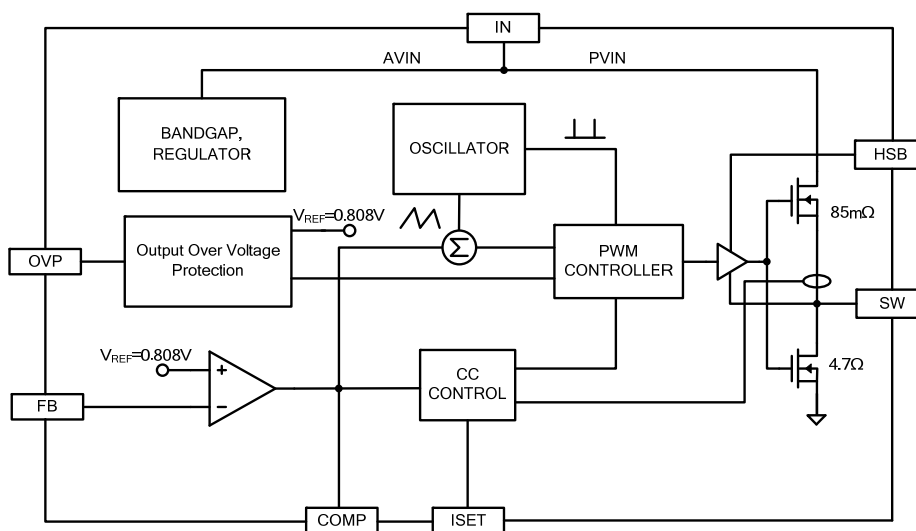 IN
AVIN
PVIN
BANDGAP,
REGULATOR
OSCILLATOR
HSB
85mΩ
VREF=0.808V
OVP
Output Over Voltage
Protection
Σ
PWM
CONTROLLER
SW
VREF=0.808V
+
−
FB
CC
CONTROL
4.7Ω
COMP
ISET